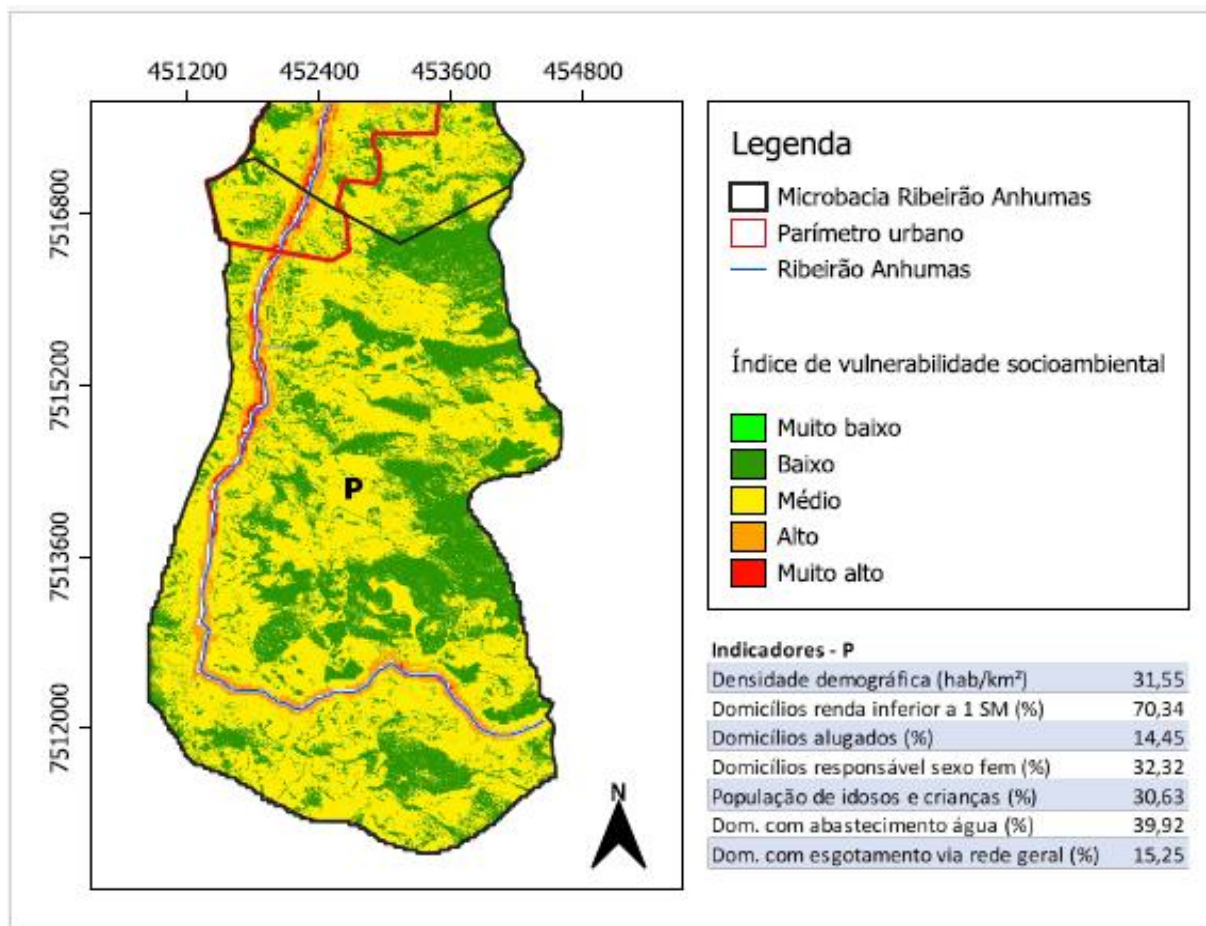 451200 452400 453600 454800
7516800
7515200
7513600
7512000
P
N
Legenda
Microbacia Ribeirão Anhumas
Parímetro urbano
Ribeirão Anhumas
Índice de vulnerabilidade socioambiental
Muito baixo
Baixo
Médio
Alto
Muito alto
Indicadores - P
Densidade demográfica (hab/km²) 31,55
Domicílios renda inferior a 1 SM (%) 70,34
Domicílios alugados (%) 14,45
Domicílios responsável sexo fem (%) 32,32
População de idosos e crianças (%) 30,63
Dom. com abastecimento água (%) 39,92
Dom. com esgotamento via rede geral (%) 15,25